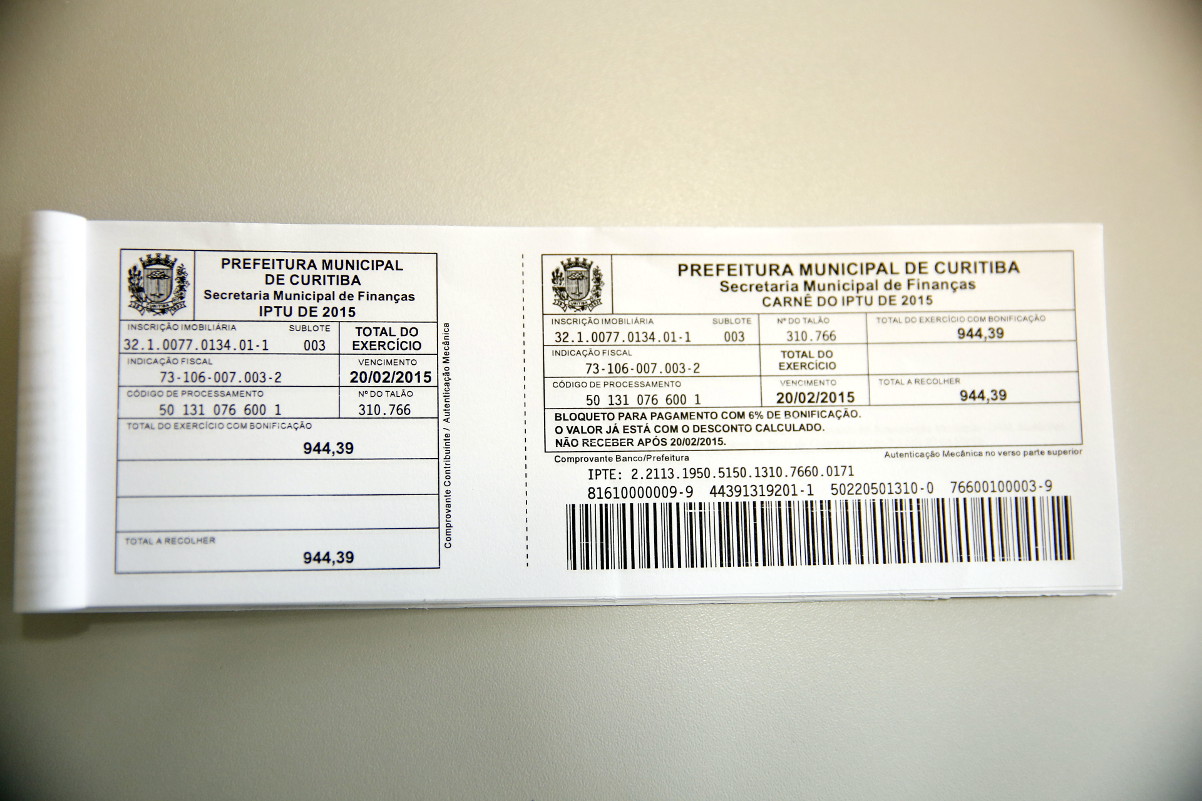 PREFEITURA MUNICIPAL
DE CURITIBA
Secretaria Municipal de Finanças
IPTU DE 2015
INSCRIÇÃO IMOBILIÁRIA SUBLOTE TOTAL DO
32.1.0077.0134.01-1 003 EXERCÍCIO
INDICAÇÃO FISCAL VENCIMENTO
73-106-007.003-2 20/02/2015
CÓDIGO DE PROCESSAMENTO Nº DO TALÃO
50 131 076 600 1 310.766
TOTAL DO EXERCÍCIO COM BONIFICAÇÃO
944,39
TOTAL A RECOLHER
944,39
Comprovante Contribuinte / Autenticação Mecânica
PREFEITURA MUNICIPAL DE CURITIBA
Secretaria Municipal de Finanças
CARNÊ DO IPTU DE 2015
INSCRIÇÃO IMOBILIÁRIA SUBLOTE Nº DO TALÃO TOTAL DO EXERCÍCIO COM BONIFICAÇÃO
32.1.0077.0134.01-1 003 310.766 944,39
INDICAÇÃO FISCAL TOTAL DO
73-106-007.003-2 EXERCÍCIO
CÓDIGO DE PROCESSAMENTO VENCIMENTO TOTAL A RECOLHER
50 131 076 600 1 20/02/2015 944,39
BLOQUETO PARA PAGAMENTO COM 6% DE BONIFICAÇÃO.
O VALOR JÁ ESTÁ COM O DESCONTO CALCULADO.
NÃO RECEBER APÓS 20/02/2015.
Comprovante Banco/Prefeitura Autenticação Mecânica no verso parte superior
IPTE: 2.2113.1950.5150.1310.7660.0171
81610000009-9 44391319201-1 50220501310-0 76600100003-9